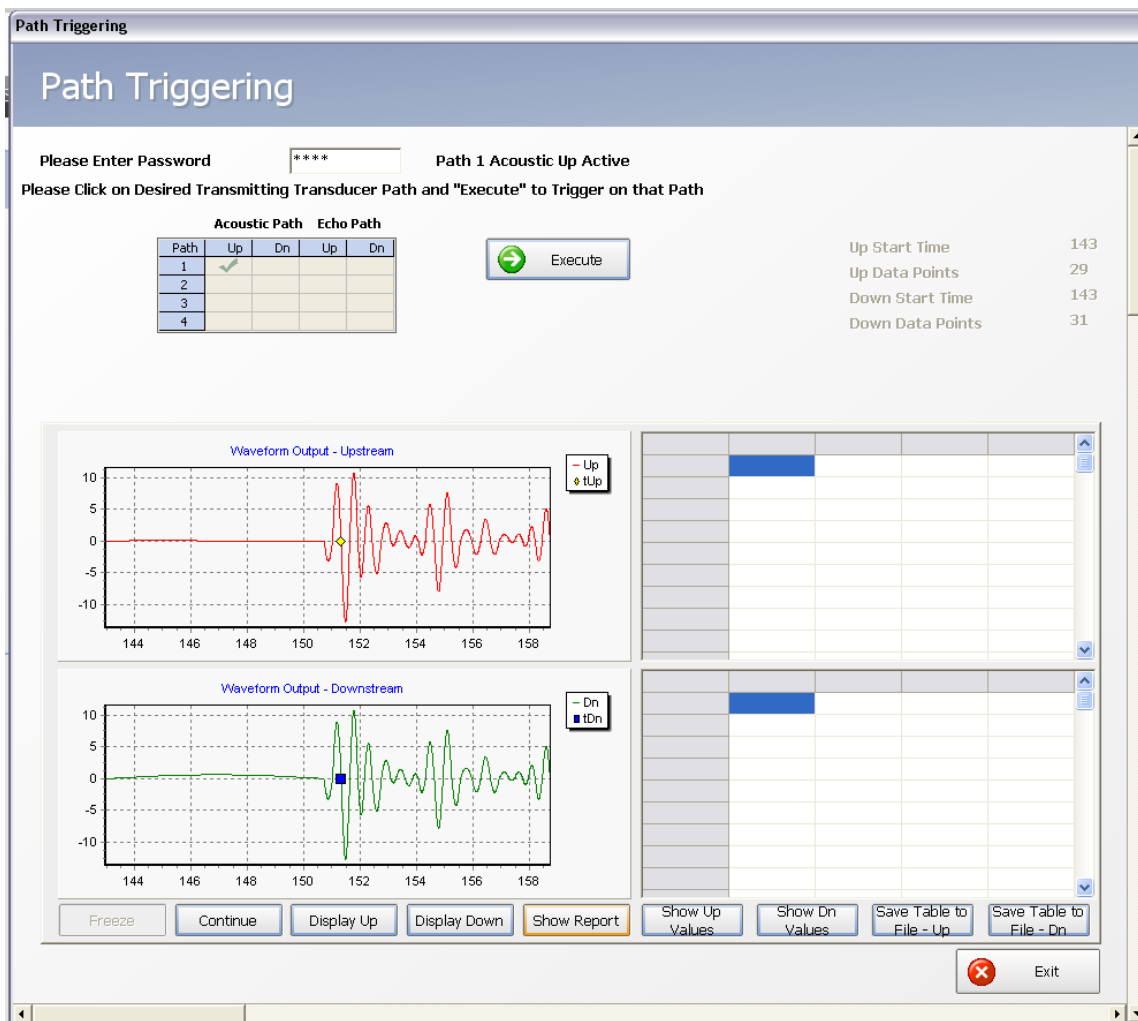 Path Triggering
Path Triggering
Please Enter Password **** Path 1 Acoustic Up Active
Please Click on Desired Transmitting Transducer Path and "Execute" to Trigger on that Path
Acoustic Path Echo Path
Path Up Dn Up Dn
1
2
3
4
Execute
Up Start Time 143
Up Data Points 29
Down Start Time 143
Down Data Points 31
Waveform Output - Upstream
Up
tUp
10
5
0
-5
-10
144 146 148 150 152 154 156 158
Waveform Output - Downstream
Dn
tDn
10
5
0
-5
-10
144 146 148 150 152 154 156 158
Freeze Continue Display Up Display Down Show Report
Show Up
Values
Show Dn
Values
Save Table to
File - Up
Save Table to
File - Dn
Exit